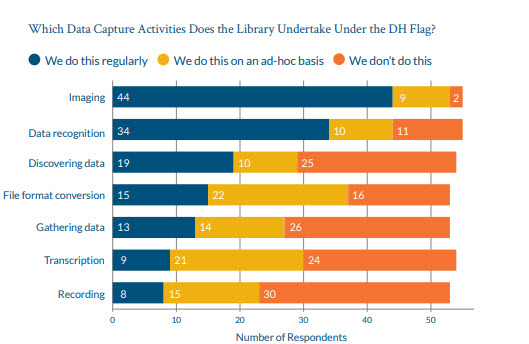 Which Data Capture Activities Does the Library Undertake Under the DH Flag?
We do this regularly We do this on an ad-hoc basis We don't do this
Imaging 44 9 2
Data recognition 34 10 11
Discovering data 19 10 25
File format conversion 15 22 16
Gathering data 13 14 26
Transcription 9 21 24
Recording 8 15 30
0 10 20 30 40 50
Number of Respondents